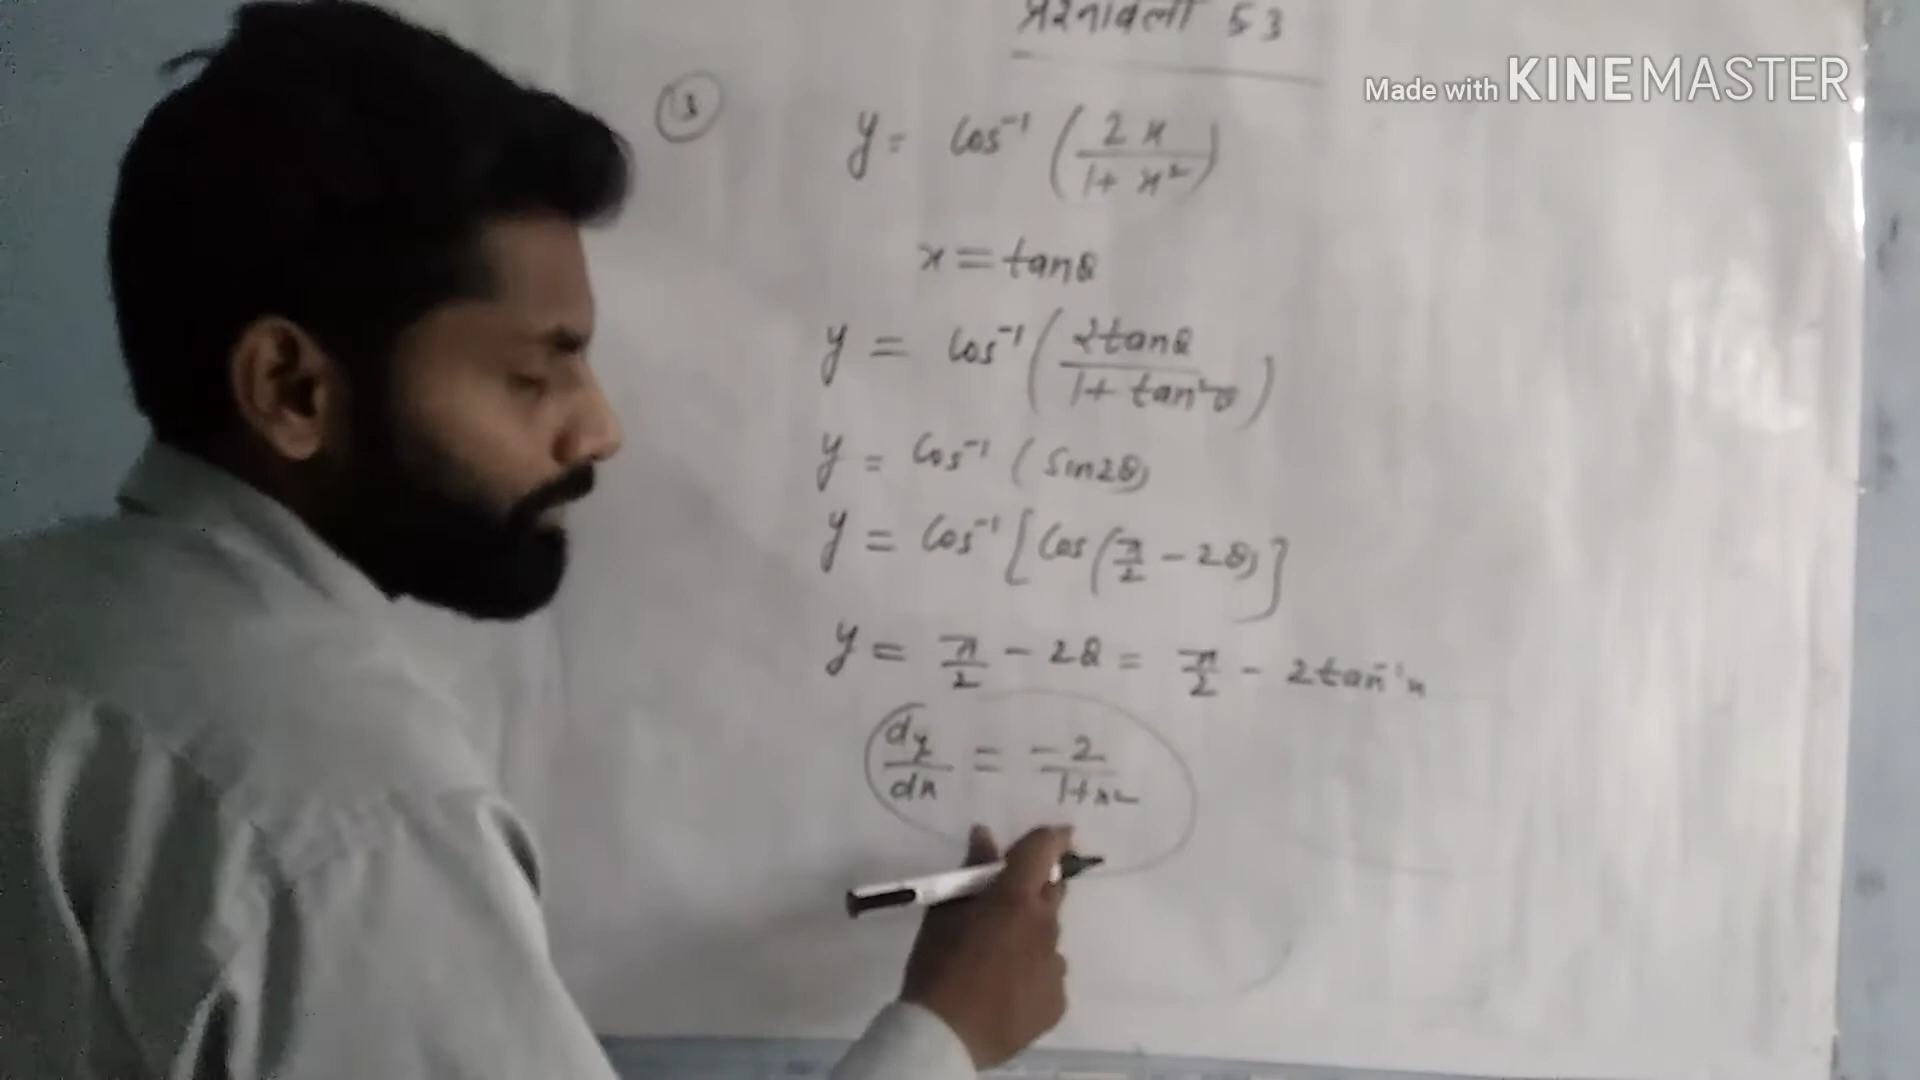 प्रश्नावली 5.3
Made with KINEMASTER
y = cos⁻¹ (2x / 1+x²)
x = tanθ
y = cos⁻¹ (2tanθ / 1+tan²θ)
y = cos⁻¹ (sin2θ)
y = cos⁻¹ [cos(π/2 - 2θ)]
y = π/2 - 2θ = π/2 - 2tan⁻¹x
dy/dx = -2 / 1+x²